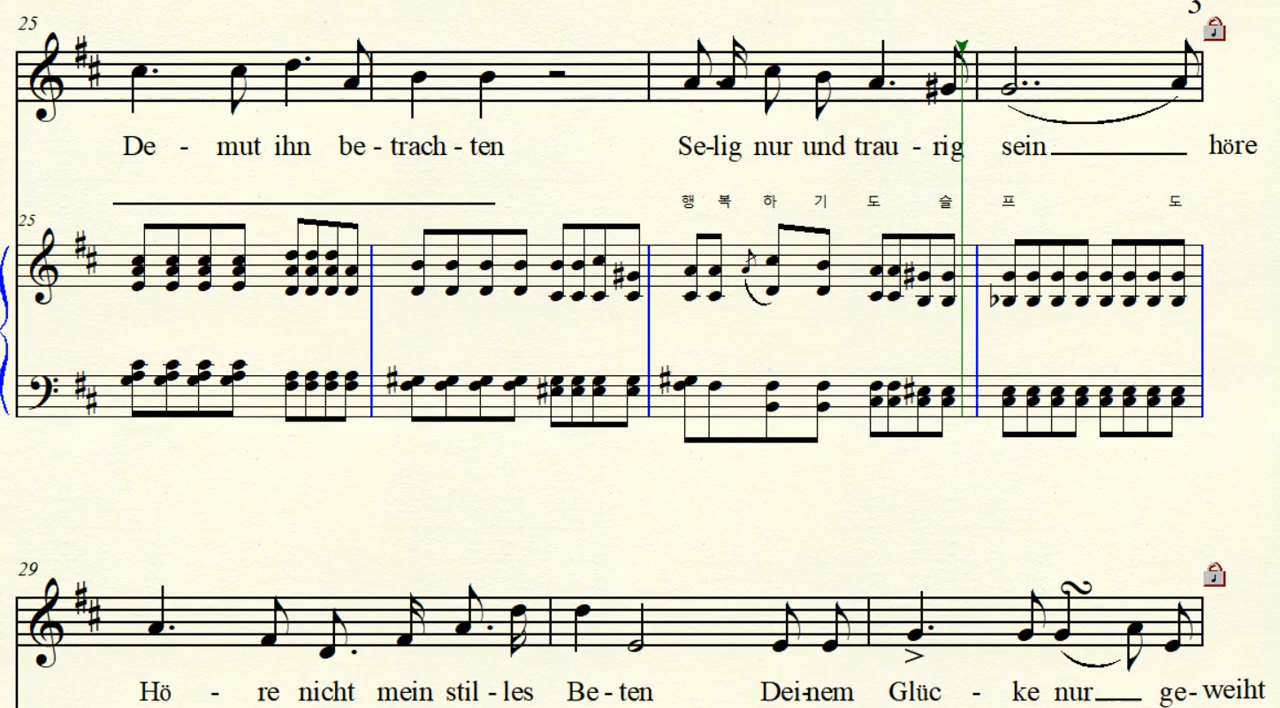 3
25
De - mut ihn be - trach - ten Se-lig nur und trau - rig sein höre
행 복 하 기 도 슬 프 도
25
29
Hö - re nicht mein stil - les Be - ten Dei-nem Glüc - ke nur ge - weiht